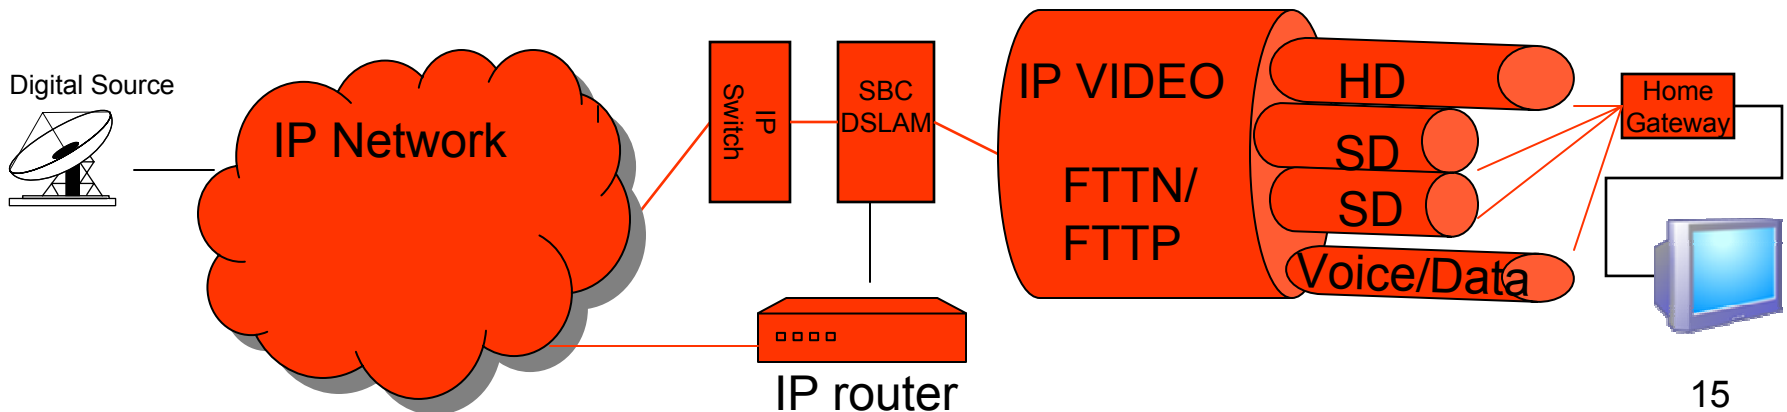 Digital Source
IP Network
IP
Switch
SBC
DSLAM
IP router
IP VIDEO
FTTN/
FTTP
HD
SD
SD
Voice/Data
Home
Gateway
15